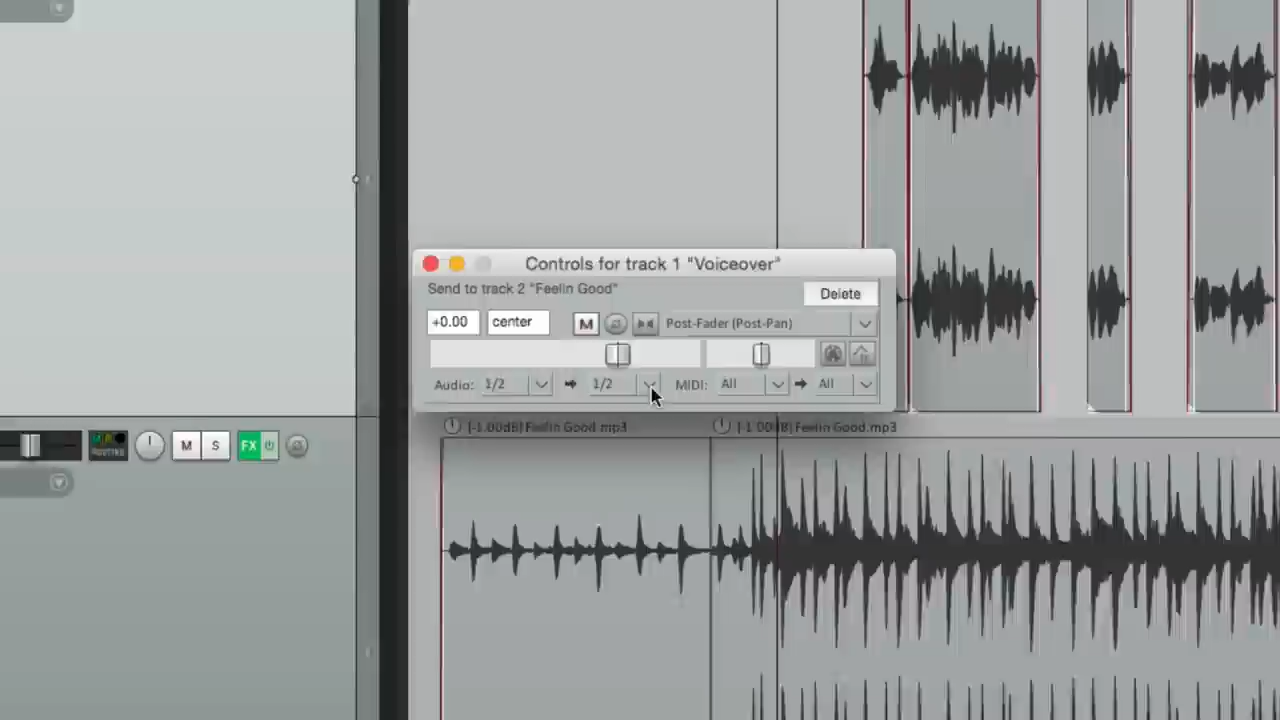 Controls for track 1 "Voiceover"
Send to track 2 "Feelin Good"
Delete
+0.00 center M Post-Fader (Post-Pan)
Audio: 1/2 1/2 MIDI: All All
[-1.00dB] Feelin Good.mp3 [-1.00dB] Feelin Good.mp3
ROUTING M S FX